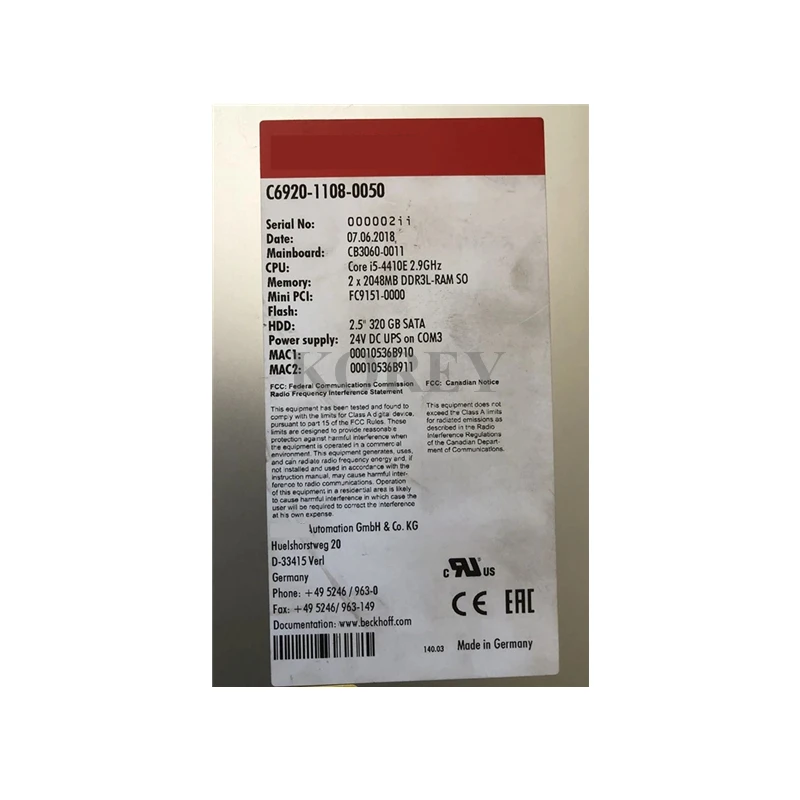 C6920-1108-0050
Serial No: 000002ii
Date: 07.06.2018
Mainboard: CB3060-0011
CPU: Core i5-4410E 2.9GHz
Memory: 2 x 2048MB DDR3L-RAM SO
Mini PCI: FC9151-0000
Flash:
HDD: 2.5" 320 GB SATA
Power supply: 24V DC UPS on COM3
MAC1: 00010536B910
MAC2: 00010536B911
KOREY
FCC: Federal Communications Commission
Radio Frequency Interference Statement
This equipment has been tested and found to
comply with the limits for Class A digital device,
pursuant to part 15 of the FCC Rules. These
limits are designed to provide reasonable
protection against harmful interference when
the equipment is operated in a commercial
environment. This equipment generates, uses,
and can radiate radio frequency energy and, if
not installed and used in accordance with the
instruction manual, may cause harmful inter-
ference to radio communications. Operation
of this equipment in a residential area is likely
to cause harmful interference in which case the
user will be required to correct the interference
at his own expense.
FCC: Canadian Notice
This equipment does not
exceed the Class A limits
for radiated emissions as
described in the Radio
Interference Regulations
of the Canadian Depart-
ment of Communications.
Automation GmbH & Co. KG
Huelshorstweg 20
D-33415 Verl
Germany
Phone: +49 5246 / 963-0
Fax: +49 5246/ 963-149
Documentation: www.beckhoff.com
c RU US
CE EAC
140.03 Made in Germany